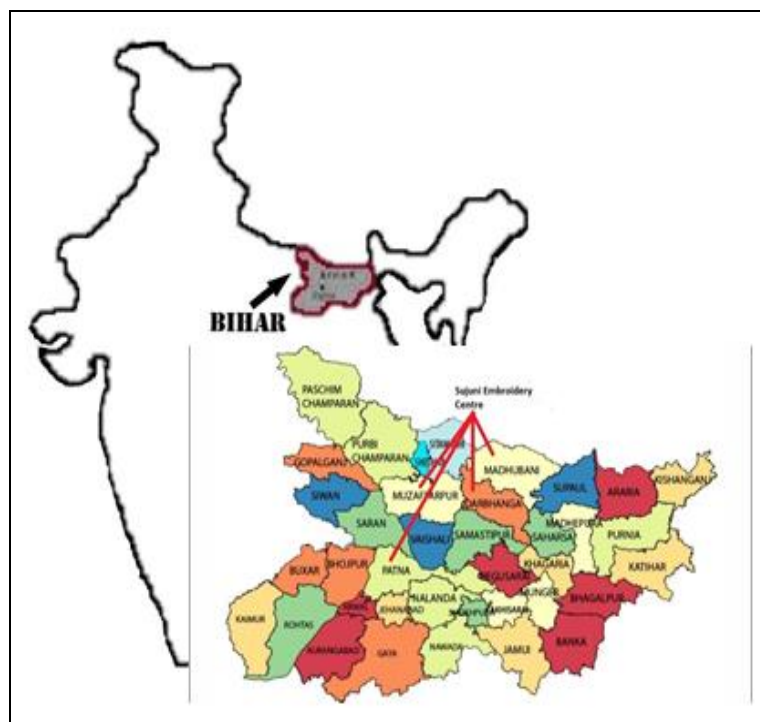 BIHAR
BIHAR
Sujuni Embroidery
Centre
PASCHIM
CHAMPARAN
PURBI
CHAMPARAN
GOPALGANJ
MADHUBANI
SIWAN
MUZAFFARPUR
DARBHANGA
SUPAUL
ARARIA
KISHANGANJ
SARAN
VAISHALI
SAMASTIPUR
SAHARSA
MADHEPURA
PURNIA
BUXAR
BHOJPUR
PATNA
BEGUSARAI
KHAGARIA
KATIHAR
KAIMUR
ROHTAS
JEHANABAD
NALANDA
MUNGER
BHAGALPUR
AURANGABAD
GAYA
NAWADA
JAMUI
BANKA